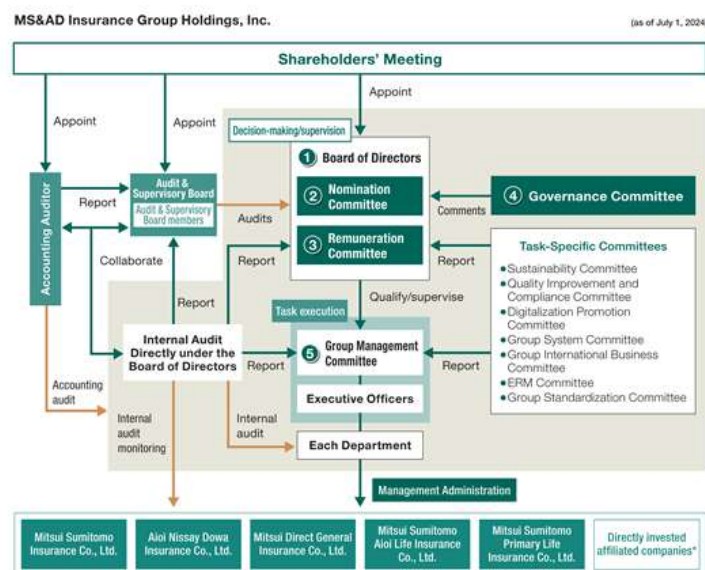 MS&AD Insurance Group Holdings, Inc.
(as of July 1, 2024
Shareholders' Meeting
Appoint
Appoint
Appoint
Decision-making/supervision
① Board of Directors
② Nomination
Committee
③ Remuneration
Committee
Accounting Auditor
Report
Audit &
Supervisory Board
Audit & Supervisory
Board members
Audits
Comments
④ Governance Committee
Collaborate
Report
Report
Report
Task-Specific Committees
●Sustainability Committee
●Quality Improvement and
Compliance Committee
●Digitalization Promotion
Committee
●Group System Committee
●Group International Business
Committee
●ERM Committee
●Group Standardization Committee
Qualify/supervise
Task execution
Internal Audit
Directly under the
Board of Directors
⑤ Group Management
Committee
Report
Report
Executive Officers
Accounting
audit
Internal
audit
monitoring
Internal
audit
Each Department
Management Administration
Mitsui Sumitomo
Insurance Co., Ltd.
Aioi Nissay Dowa
Insurance Co., Ltd.
Mitsui Direct General
Insurance Co., Ltd.
Mitsui Sumitomo
Aioi Life Insurance
Co., Ltd.
Mitsui Sumitomo
Primary Life
Insurance Co., Ltd.
Directly invested
affiliated companies*